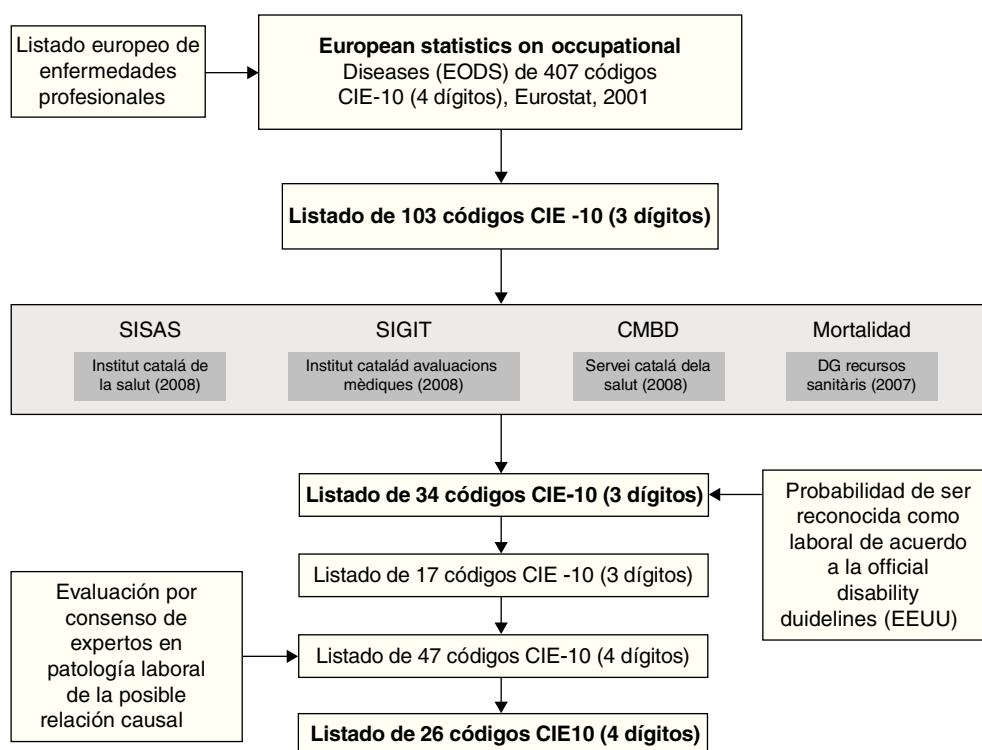 Listado europeo de
enfermedades
profesionales
European statistics on occupational
Diseases (EODS) de 407 códigos
CIE-10 (4 dígitos), Eurostat, 2001
Listado de 103 códigos CIE -10 (3 dígitos)
SISAS
Institut catalá de
la salut (2008)
SIGIT
Institut catalád avaluacions
mèdiques (2008)
CMBD
Servei catalá dela
salut (2008)
Mortalidad
DG recursos
sanitàris (2007)
Listado de 34 códigos CIE-10 (3 dígitos)
Probabilidad de ser
reconocida como
laboral de acuerdo
a la official
disability
duidelines (EEUU)
Listado de 17 códigos CIE -10 (3 dígitos)
Evaluación por
consenso de
expertos en
patología laboral
de la posible
relación causal
Listado de 47 códigos CIE-10 (4 dígitos)
Listado de 26 códigos CIE10 (4 dígitos)